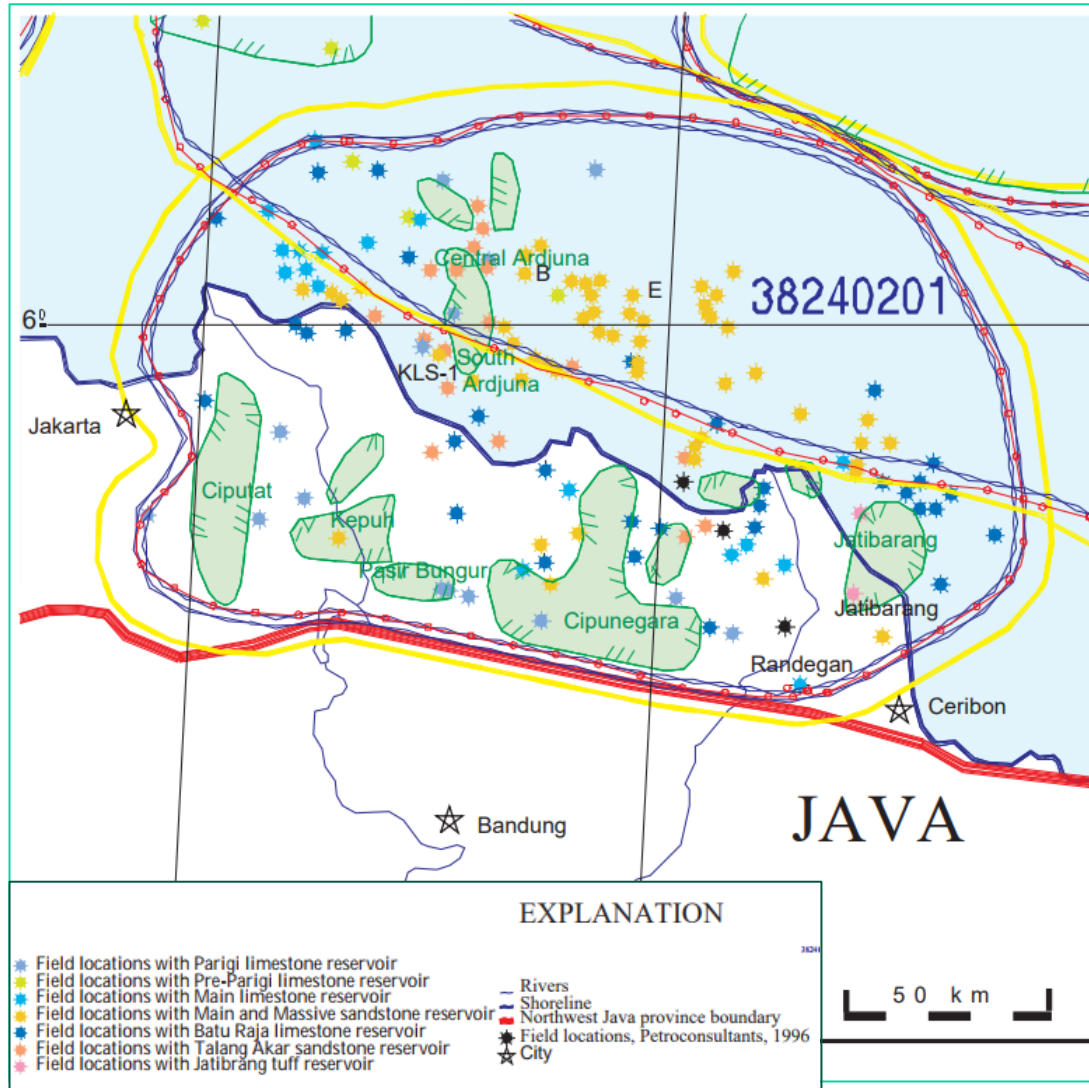 Central Ardjuna
B
E
38240201
6⁰
KLS-1
South
Ardjuna
Jakarta
Ciputat
Kepuh
Pasir Bungur
Cipunegara
Jatibarang
Jatibarang
Randegan
Ceribon
Bandung
JAVA
EXPLANATION
Field locations with Parigi limestone reservoir
Field locations with Pre-Parigi limestone reservoir
Field locations with Main limestone reservoir
Field locations with Main and Massive sandstone reservoir
Field locations with Batu Raja limestone reservoir
Field locations with Talang Akar sandstone reservoir
Field locations with Jatibrang tuff reservoir
Rivers
Shoreline
Northwest Java province boundary
Field locations, Petroconsultants, 1996
City
50 km